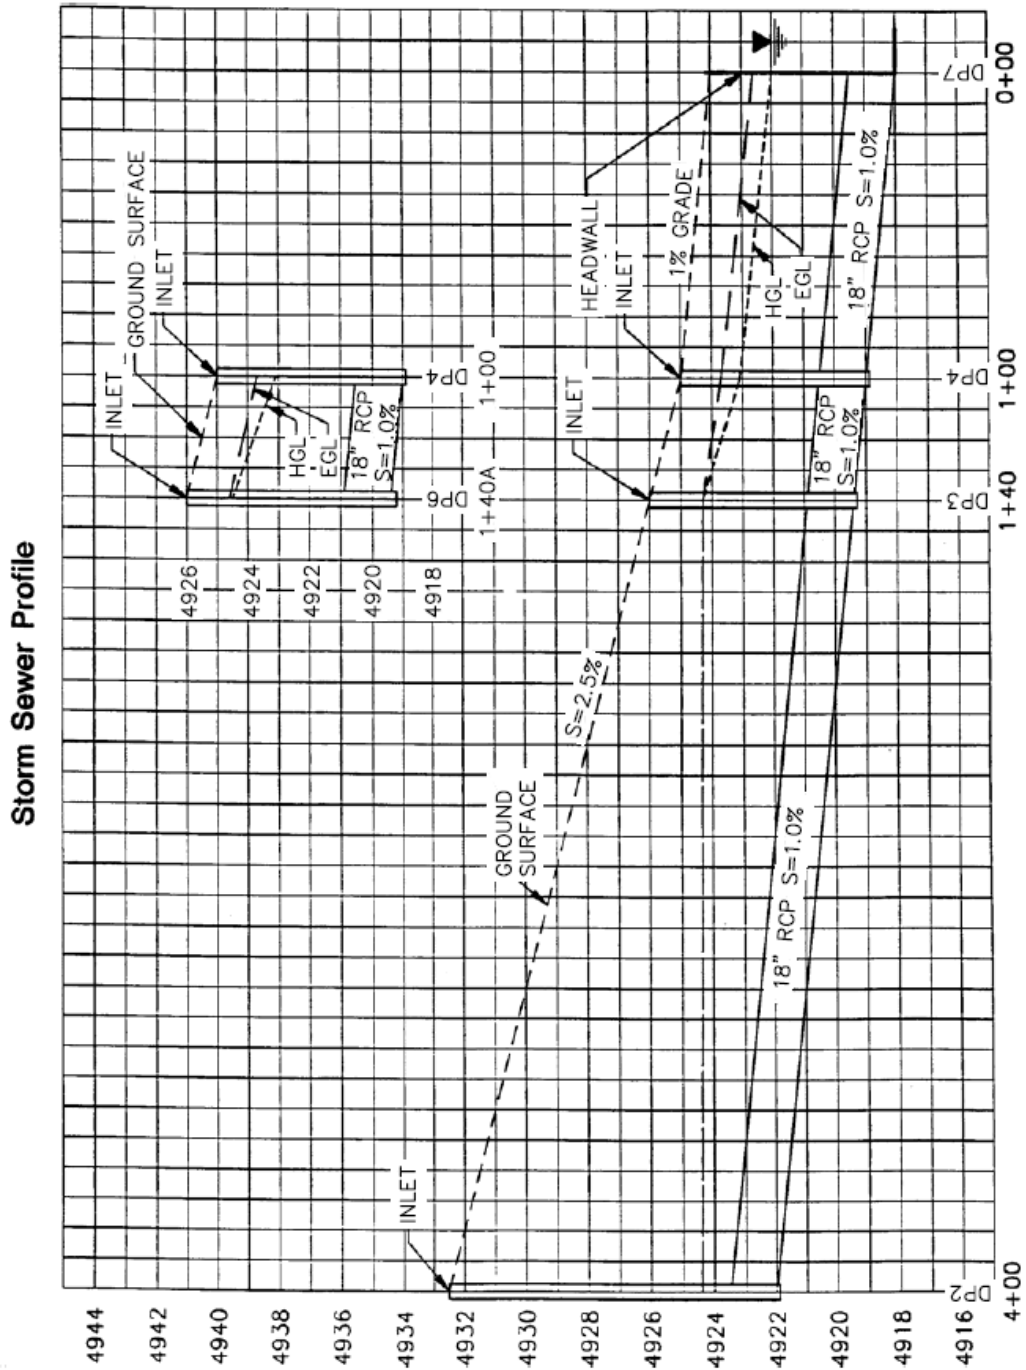 Storm Sewer Profile
4944
4942
4940
4938
4936
4934
4932
4930
4928
4926
4924
4922
4920
4918
4916
4+00
1+40
1+00
0+00
DP2
DP3
DP4
DP7
INLET
GROUND
SURFACE
S=2.5%
18" RCP S=1.0%
INLET
18" RCP
S=1.0%
INLET
HEADWALL
1% GRADE
HGL
EGL
18" RCP S=1.0%
4926
4924
4922
4920
4918
INLET
GROUND SURFACE
INLET
HGL
EGL
18" RCP
S=1.0%
DP6
DP4
1+40A
1+00